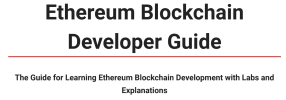 Ethereum Blockchain
Developer Guide
The Guide for Learning Ethereum Blockchain Development with Labs and
Explanations